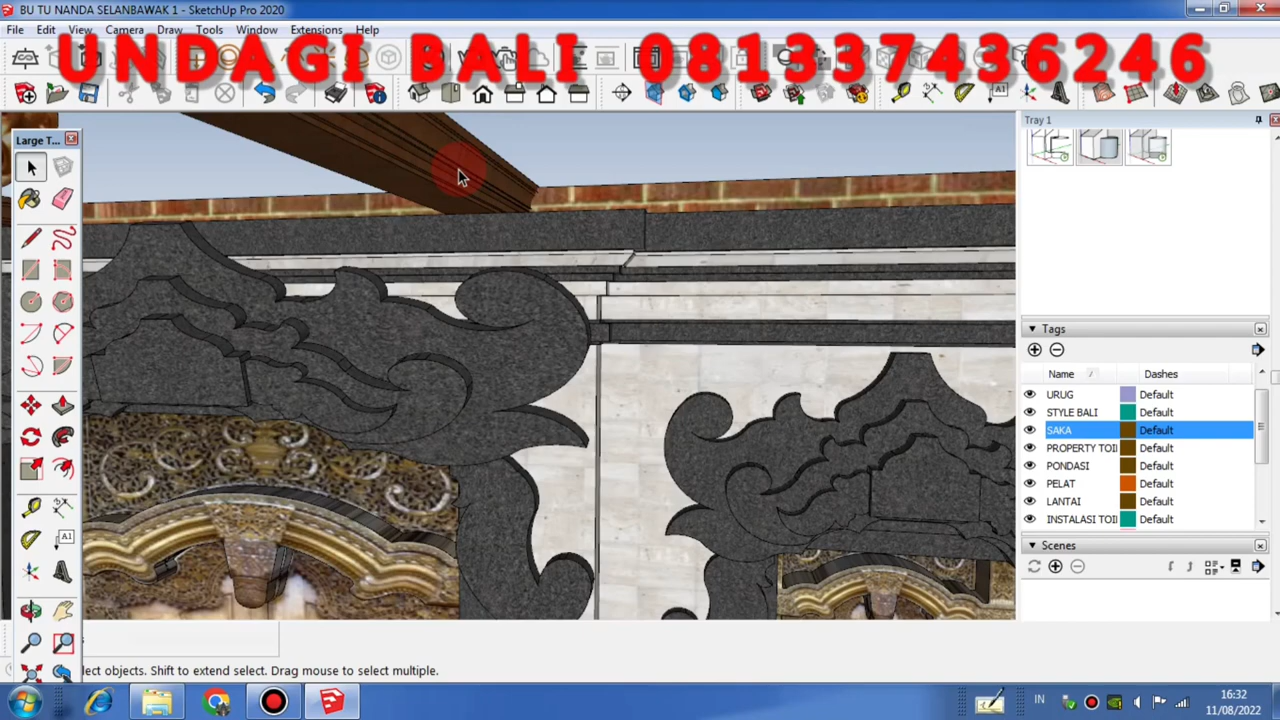 BU TU NANDA SELANBAWAK 1 - SketchUp Pro 2020
File Edit View Camera Draw Tools Window Extensions Help
UNDAGI BALI 081337436246
Large T...
Tray 1
Tags
Name Dashes
URUG Default
STYLE BALI Default
SAKA Default
PROPERTY TOI Default
PONDASI Default
PELAT Default
LANTAI Default
INSTALASI TOI Default
Scenes
A1
lect objects. Shift to extend select. Drag mouse to select multiple.
IN
16:32
11/08/2022